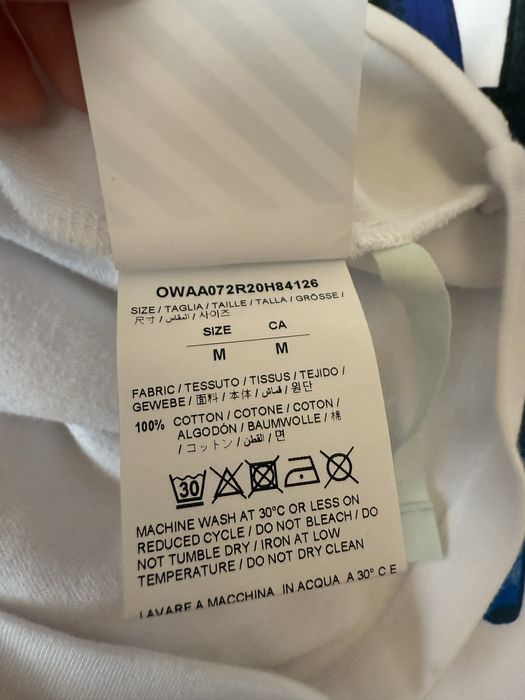 OWAA072R20H84126
SIZE / TAGLIA / TAILLE / TALLA / GRÖSSE /
尺寸 / المقاس / 사이즈
SIZE CA
M M
FABRIC / TESSUTO / TISSUS / TEJIDO /
GEWEBE / 面料 / 本体 / قماش / 원단
100% COTTON / COTONE / COTON /
ALGODÓN / BAUMWOLLE / 棉
/ コットン / القطن / 면
30
MACHINE WASH AT 30°C OR LESS ON
REDUCED CYCLE / DO NOT BLEACH / DO
NOT TUMBLE DRY / IRON AT LOW
TEMPERATURE / DO NOT DRY CLEAN
LAVARE A MACCHINA IN ACQUA A 30° C E